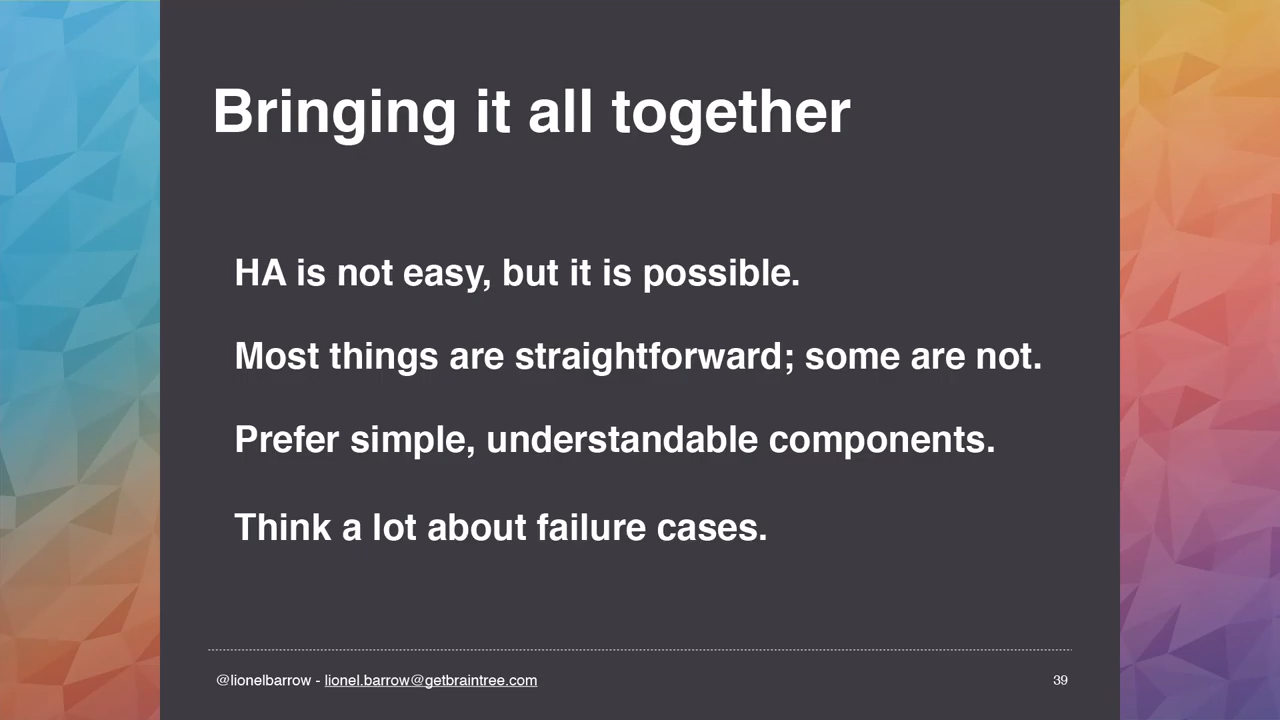 Bringing it all together
HA is not easy, but it is possible.
Most things are straightforward; some are not.
Prefer simple, understandable components.
Think a lot about failure cases.
@lionelbarrow - lionel.barrow@getbraintree.com
39